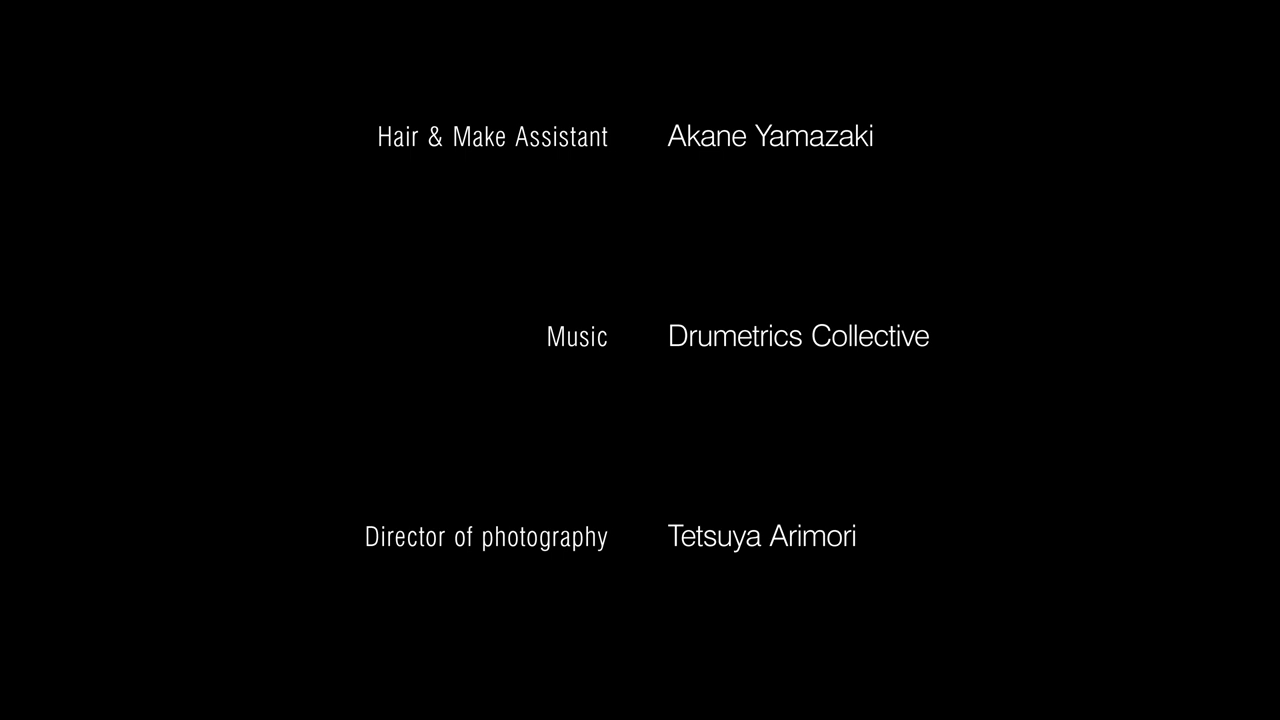 Hair & Make Assistant Akane Yamazaki
Music Drumetrics Collective
Director of photography Tetsuya Arimori